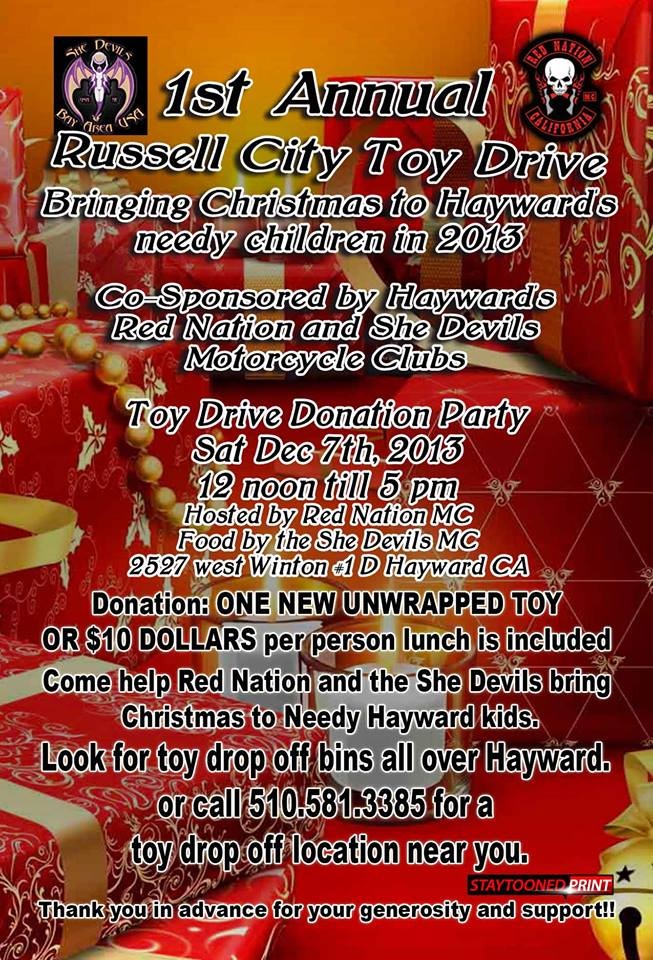 She Devils
Bay Area USA
RED NATION
MC
CALIFORNIA
1st Annual
Russell City Toy Drive
Bringing Christmas to Hayward's
needy children in 2013
Co-Sponsored by Hayward's
Red Nation and She Devils
Motorcycle Clubs
Toy Drive Donation Party
Sat Dec 7th, 2013
12 noon till 5 pm
Hosted by Red Nation MC
Food by the She Devils MC
2527 west Winton #1 D Hayward CA
Donation: ONE NEW UNWRAPPED TOY
OR $10 DOLLARS per person lunch is included
Come help Red Nation and the She Devils bring
Christmas to Needy Hayward kids.
Look for toy drop off bins all over Hayward.
or call 510.581.3385 for a
toy drop off location near you.
STAYTOONED PRINT
Thank you in advance for your generosity and support!!